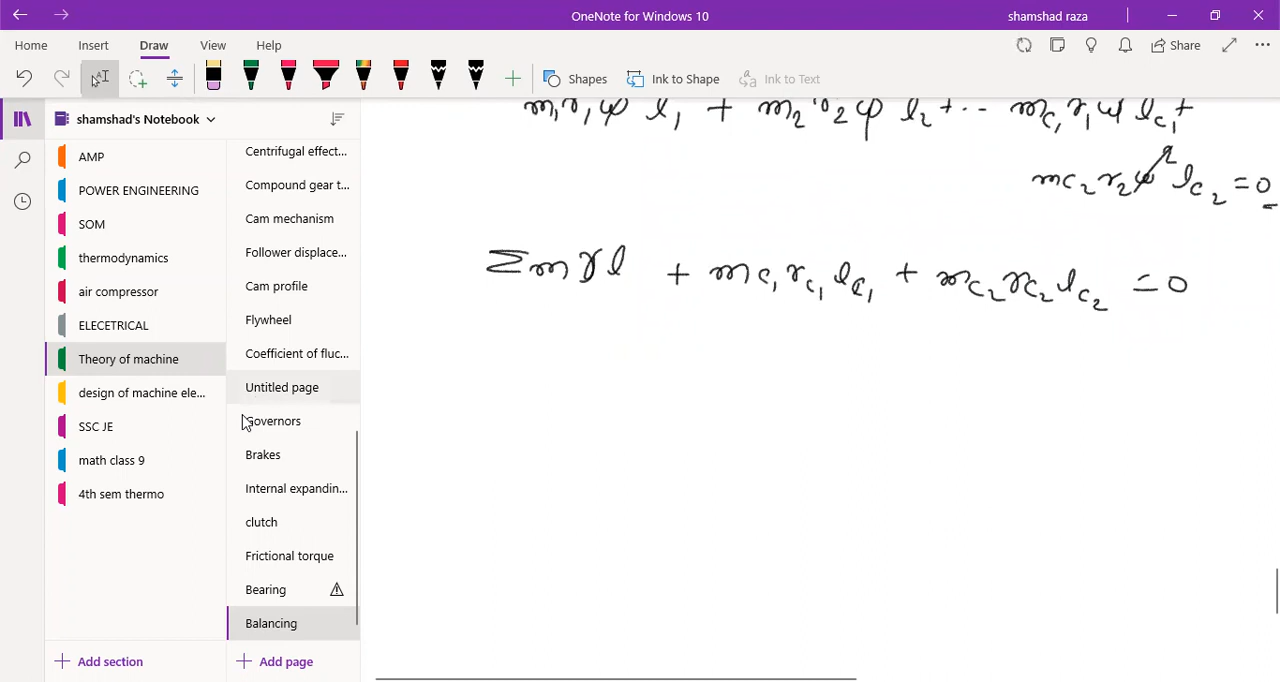 OneNote for Windows 10
shamshad raza
Home Insert Draw View Help
Share
Shapes Ink to Shape Ink to Text
shamshad's Notebook
AMP
POWER ENGINEERING
SOM
thermodynamics
air compressor
ELECETRICAL
Theory of machine
design of machine ele...
SSC JE
math class 9
4th sem thermo
Add section
Centrifugal effect...
Compound gear t...
Cam mechanism
Follower displace...
Cam profile
Flywheel
Coefficient of fluc...
Untitled page
Governors
Brakes
Internal expandin...
clutch
Frictional torque
Bearing
Balancing
Add page
Σmrl + mc₁rc₁lc₁ + mc₂rc₂lc₂ = 0